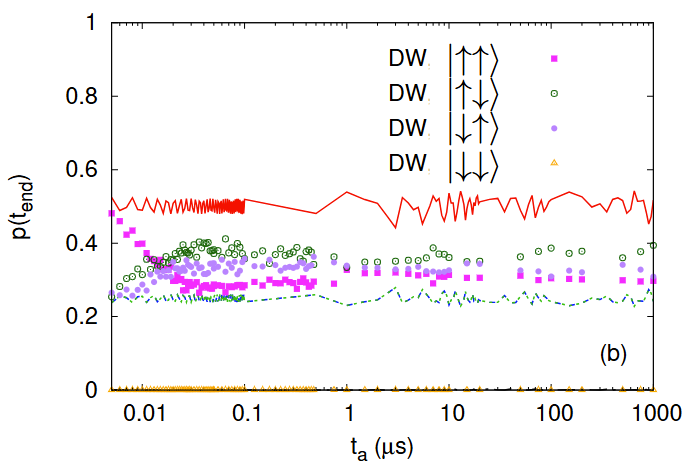 DW, |↑↑⟩
DW, |↑↓⟩
DW, |↓↑⟩
DW, |↓↓⟩
1
0.8
0.6
0.4
0.2
0
p(t_end)
(b)
0.01 0.1 1 10 100 1000
t_a (μs)